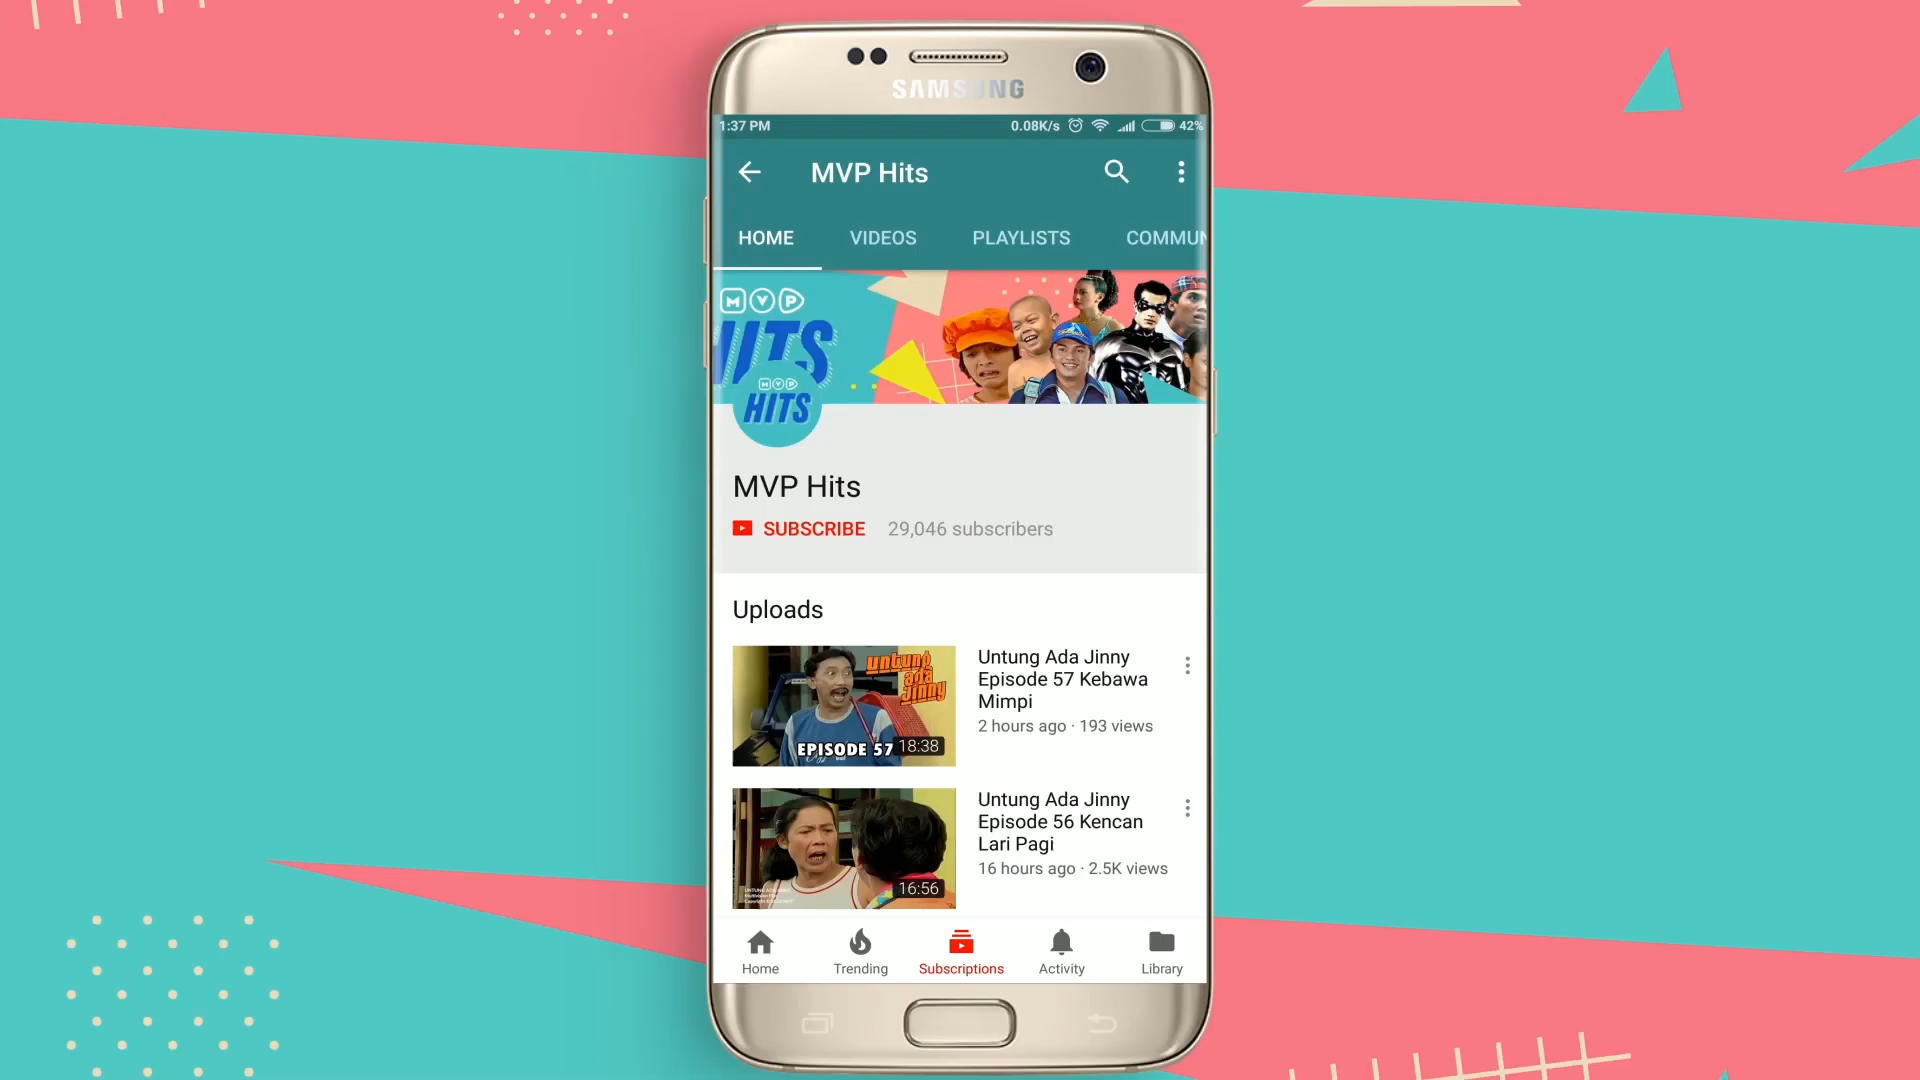 SAMSUNG
1:37 PM 0.08K/s 42%
MVP Hits
HOME VIDEOS PLAYLISTS COMMUN
MVP
HITS
MVP
HITS
MVP Hits
SUBSCRIBE 29,046 subscribers
Uploads
untung
ada
jinny
EPISODE 57 18:38
Untung Ada Jinny
Episode 57 Kebawa
Mimpi
2 hours ago · 193 views
16:56
Untung Ada Jinny
Episode 56 Kencan
Lari Pagi
16 hours ago · 2.5K views
Home Trending Subscriptions Activity Library